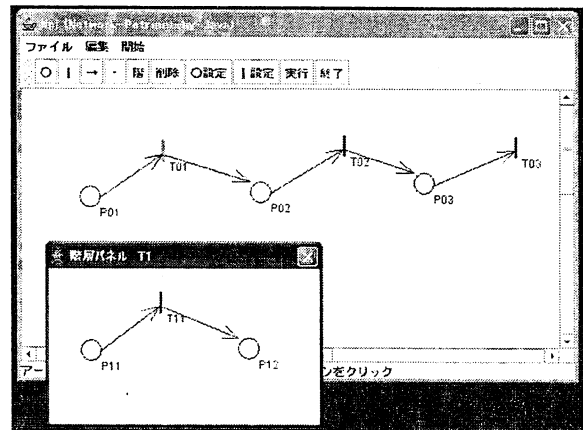 ファイル 編集 開始
○ | → ・ 階 削除 ○設定 | 設定 実行 終了
T01 T02 T03
P01 P02 P03
階層パネル T1
T11
P11 P12
アー ンをクリック